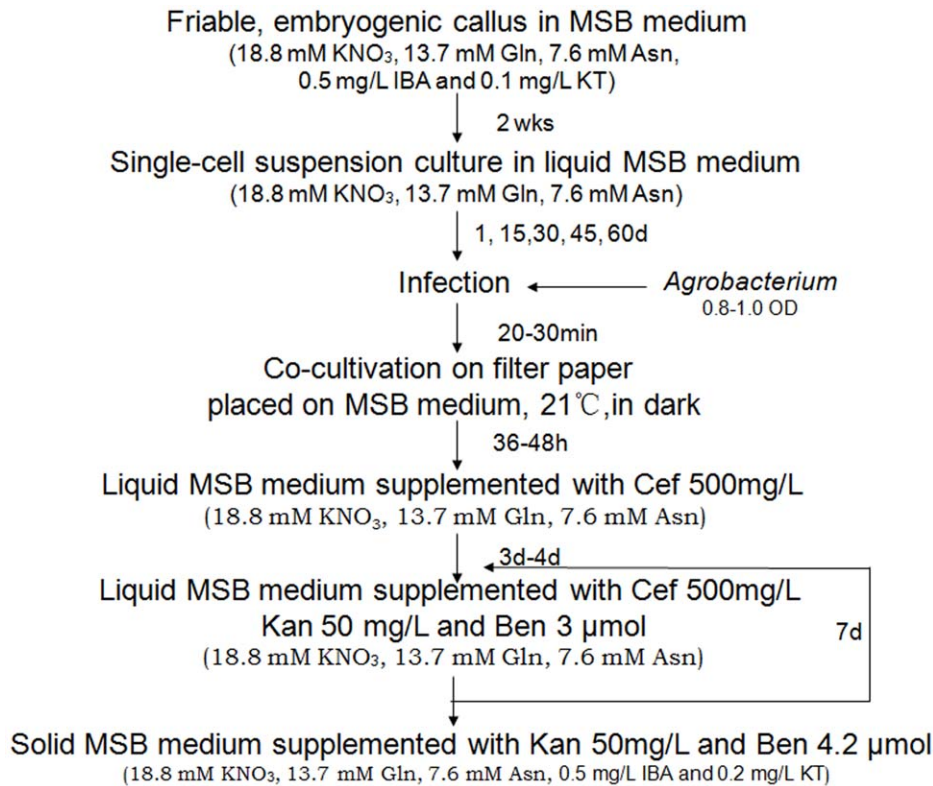 Friable, embryogenic callus in MSB medium
(18.8 mM KNO₃, 13.7 mM Gln, 7.6 mM Asn,
0.5 mg/L IBA and 0.1 mg/L KT)
2 wks
Single-cell suspension culture in liquid MSB medium
(18.8 mM KNO₃, 13.7 mM Gln, 7.6 mM Asn)
1, 15,30, 45, 60d
Infection
Agrobacterium
0.8-1.0 OD
20-30min
Co-cultivation on filter paper
placed on MSB medium, 21℃,in dark
36-48h
Liquid MSB medium supplemented with Cef 500mg/L
(18.8 mM KNO₃, 13.7 mM Gln, 7.6 mM Asn)
3d-4d
Liquid MSB medium supplemented with Cef 500mg/L
Kan 50 mg/L and Ben 3 µmol
7d
(18.8 mM KNO₃, 13.7 mM Gln, 7.6 mM Asn)
Solid MSB medium supplemented with Kan 50mg/L and Ben 4.2 µmol
(18.8 mM KNO₃, 13.7 mM Gln, 7.6 mM Asn, 0.5 mg/L IBA and 0.2 mg/L KT)